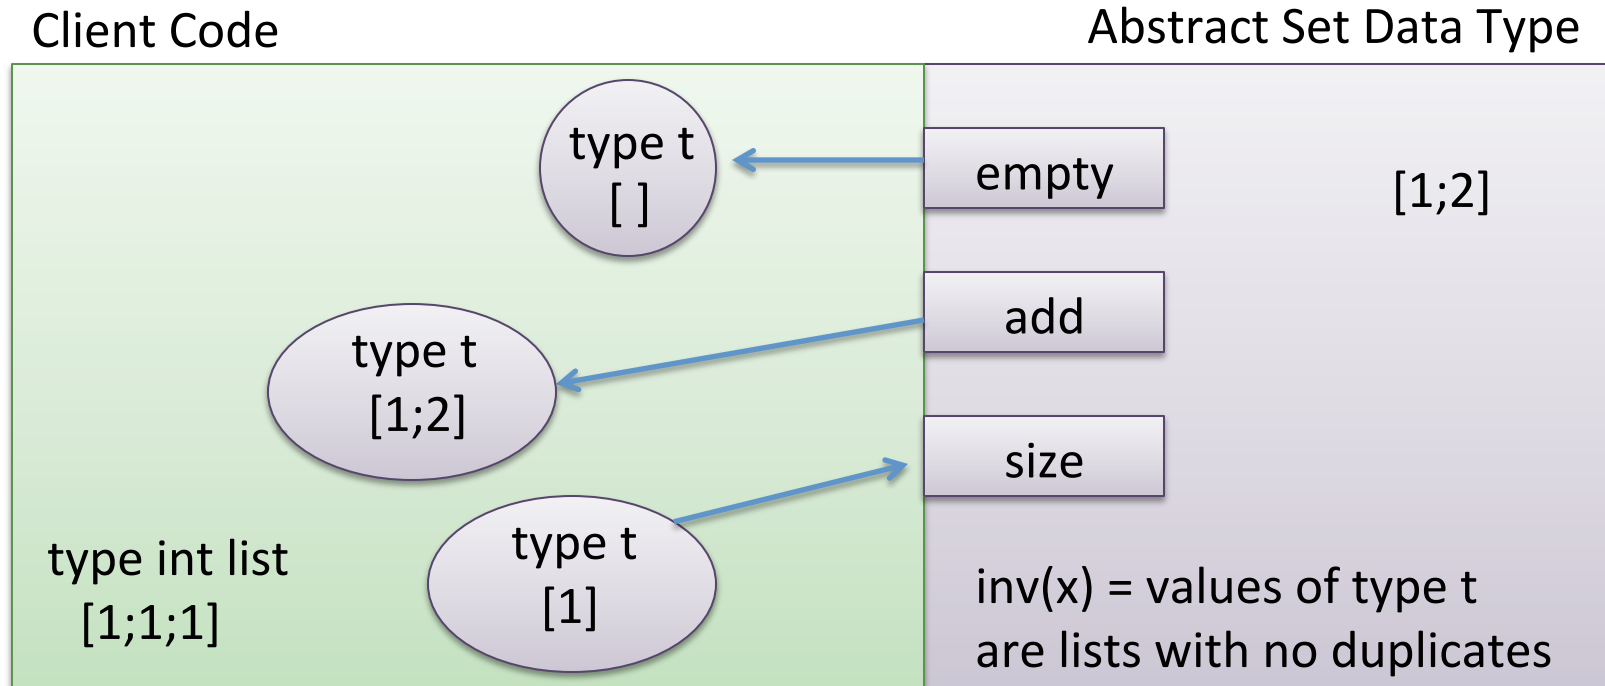 Client Code
Abstract Set Data Type
type t
[ ]
empty
[1;2]
add
type t
[1;2]
size
type t
[1]
type int list
[1;1;1]
inv(x) = values of type t
are lists with no duplicates